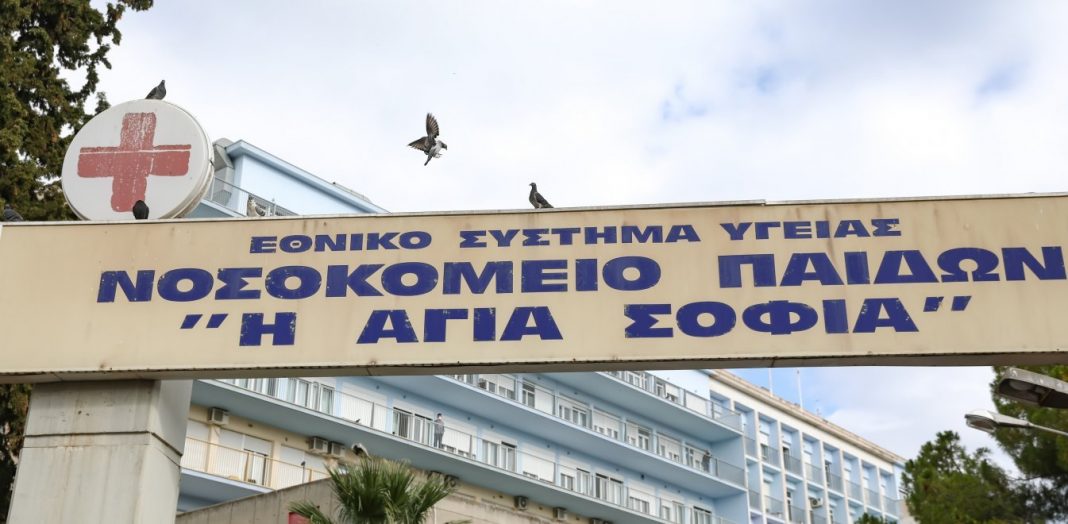 ΕΘΝΙΚΟ ΣΥΣΤΗΜΑ ΥΓΕΙΑΣ
ΝΟΣΟΚΟΜΕΙΟ ΠΑΙΔΩΝ
"Η ΑΓΙΑ ΣΟΦΙΑ"